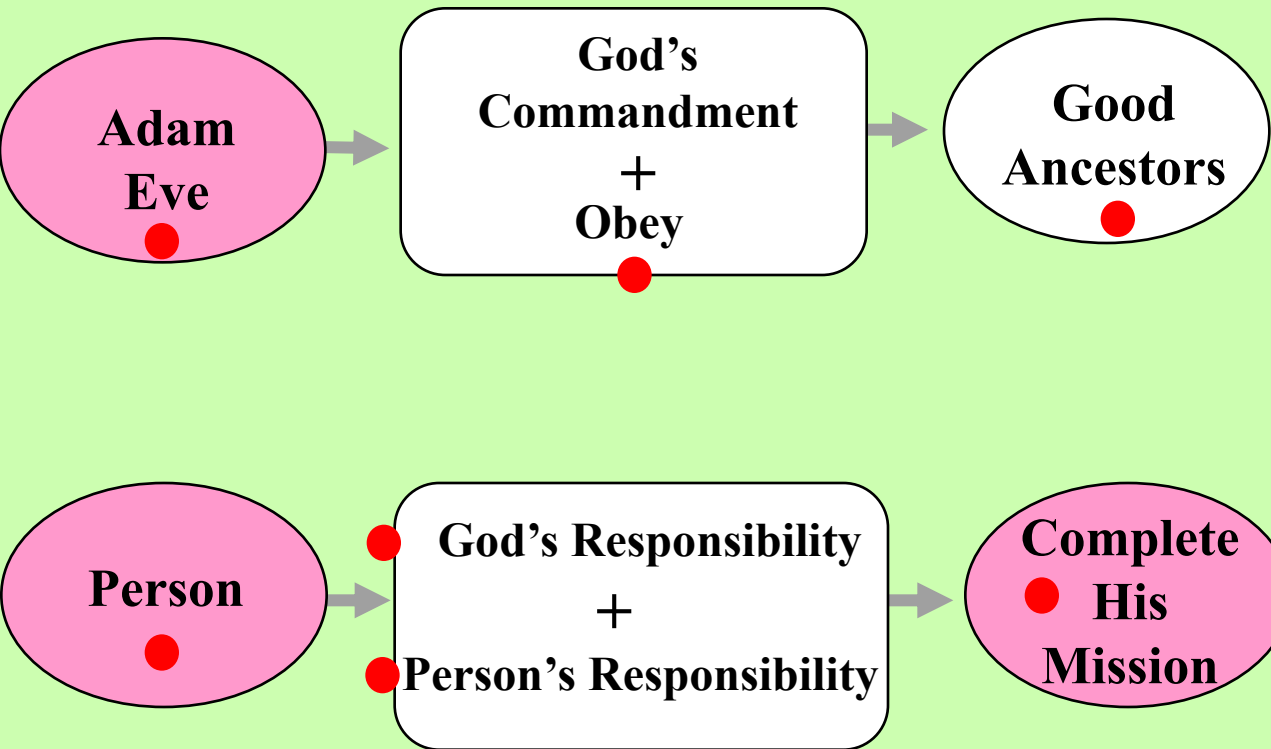 Adam
Eve
God’s
Commandment
+
Obey
Good
Ancestors
Person
God’s Responsibility
+
Person’s Responsibility
Complete
His
Mission